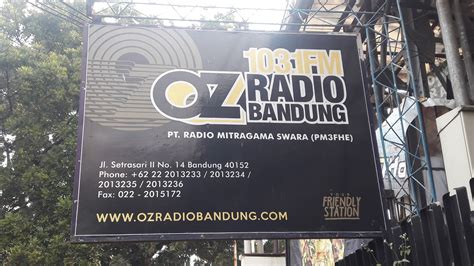 103.1FM
OZ RADIO
BANDUNG
PT. RADIO MITRAGAMA SWARA (PM3FHE)
Jl. Setrasari II No. 14 Bandung 40152
Phone: +62 22 2013233 / 2013234 /
2013235 / 2013236
Fax: 022 - 2015172
WWW.OZRADIOBANDUNG.COM
YOUR
FRIENDLY
STATION